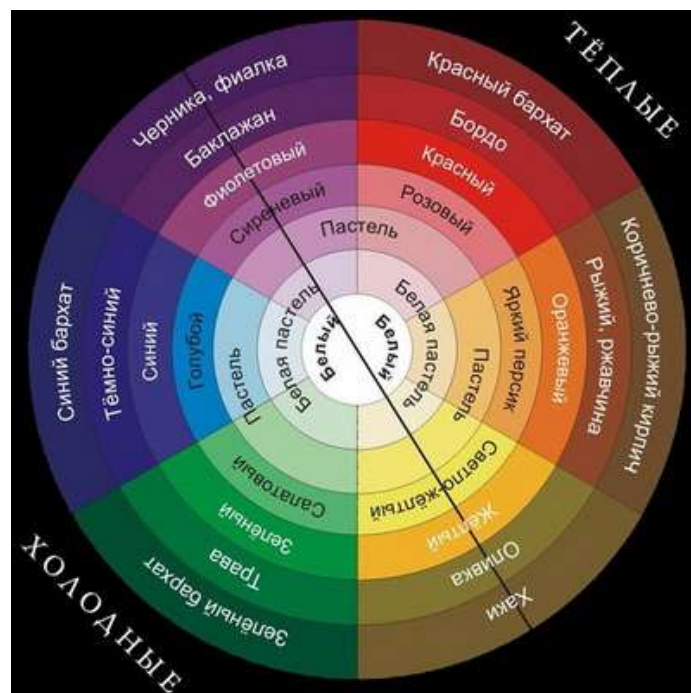 ТЁПЛЫЕ
Черника, фиалка
Баклажан
Фиолетовый
Сиреневый
Пастель
Красный бархат
Бордо
Красный
Розовый
Коричнево-рыжий кирпич
Рыжий, ржавчина
Оранжевый
Яркий персик
Пастель
Белая пастель
Белый
Белый
Белая пастель
Пастель
Голубой
Синий
Тёмно-синий
Синий бархат
Светло-жёлтый
Жёлтый
Оливка
Хаки
Салатовый
Зелёный
Трава
Зелёный бархат
ХОЛОДНЫЕ